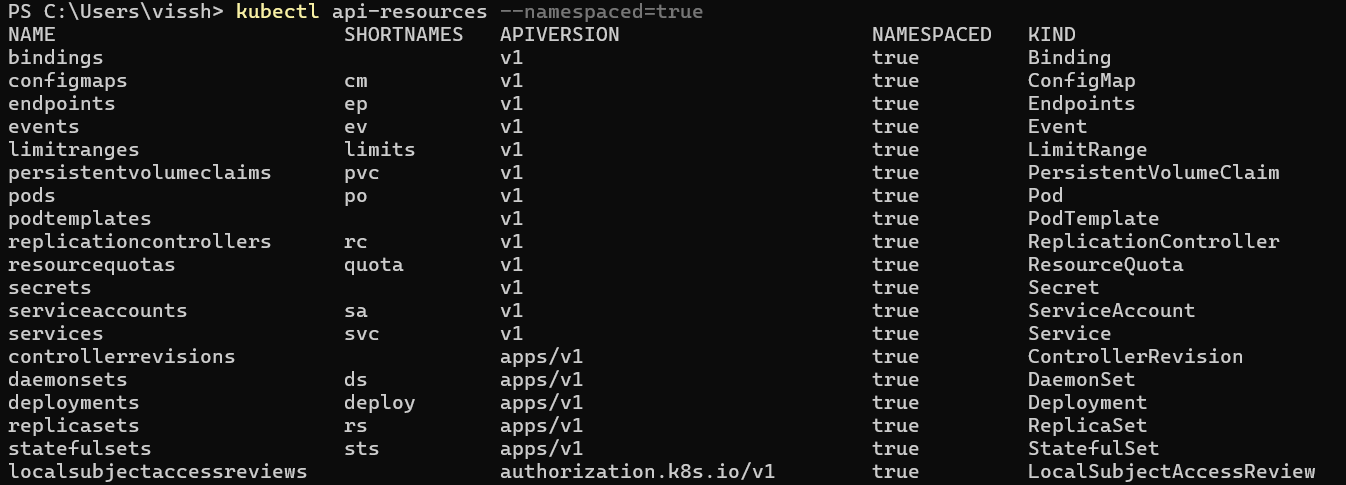 PS C:\Users\vissh> kubectl api-resources --namespaced=true
NAME SHORTNAMES APIVERSION NAMESPACED KIND
bindings v1 true Binding
configmaps cm v1 true ConfigMap
endpoints ep v1 true Endpoints
events ev v1 true Event
limitranges limits v1 true LimitRange
persistentvolumeclaims pvc v1 true PersistentVolumeClaim
pods po v1 true Pod
podtemplates v1 true PodTemplate
replicationcontrollers rc v1 true ReplicationController
resourcequotas quota v1 true ResourceQuota
secrets v1 true Secret
serviceaccounts sa v1 true ServiceAccount
services svc v1 true Service
controllerrevisions apps/v1 true ControllerRevision
daemonsets ds apps/v1 true DaemonSet
deployments deploy apps/v1 true Deployment
replicasets rs apps/v1 true ReplicaSet
statefulsets sts apps/v1 true StatefulSet
localsubjectaccessreviews authorization.k8s.io/v1 true LocalSubjectAccessReview